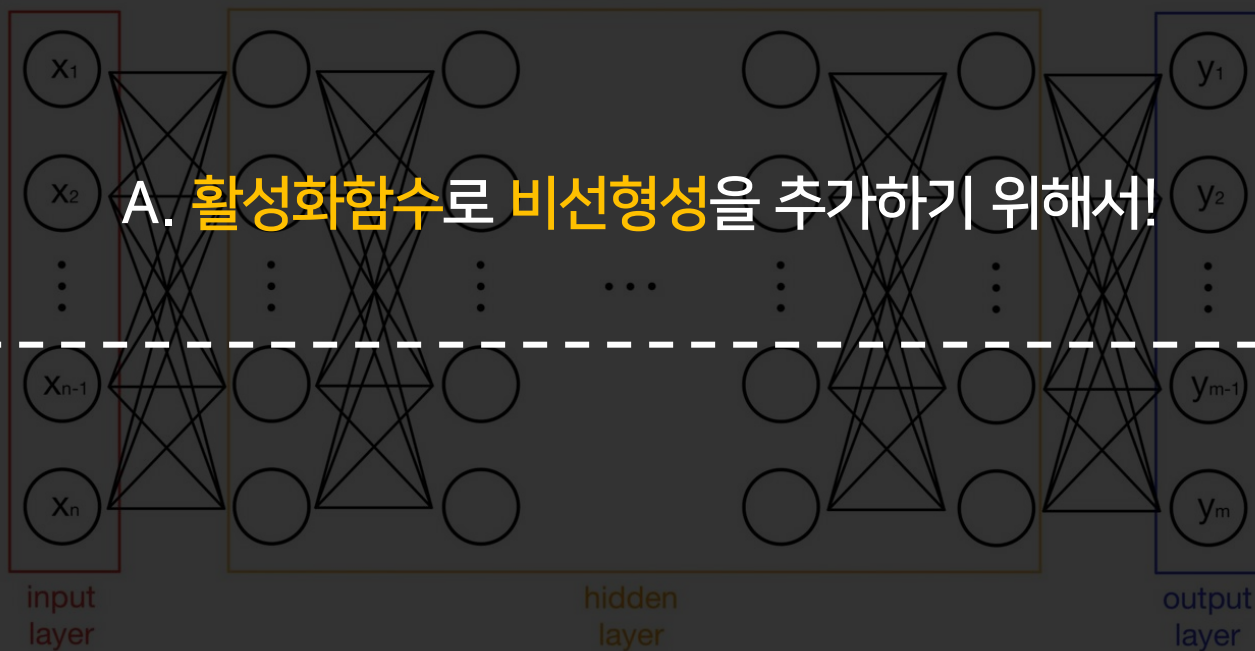 x1
y1
x2
y2
A. 활성화함수로 비선형성을 추가하기 위해서!
...
xn-1
ym-1
xn
ym
input
layer
hidden
layer
output
layer